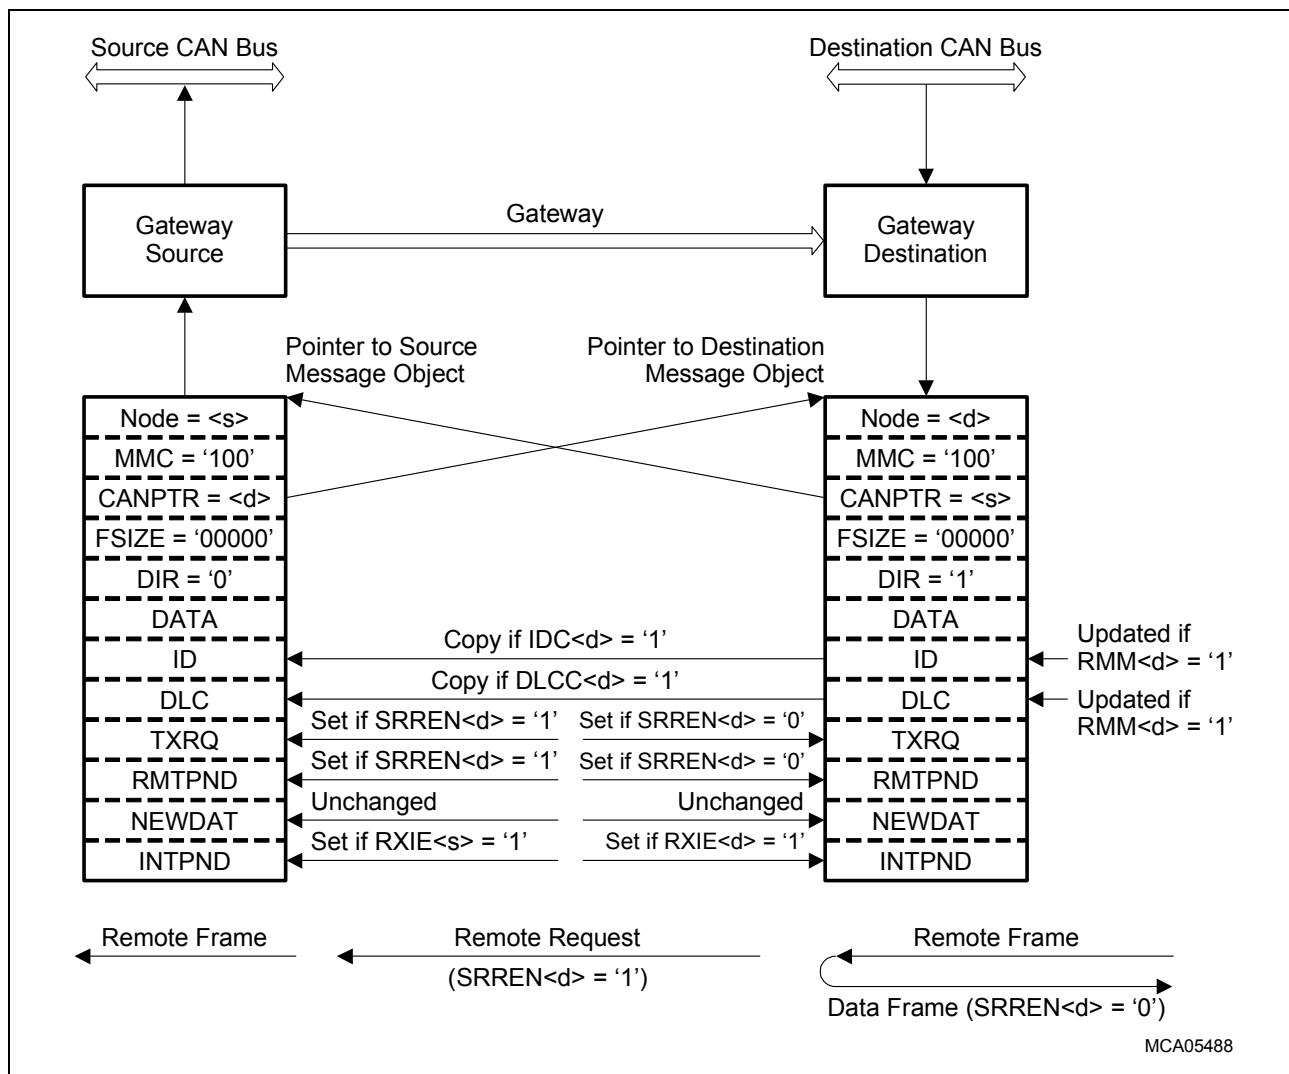 Source CAN Bus
Destination CAN Bus
Gateway
Source
Gateway
Gateway
Destination
Pointer to Source
Message Object
Pointer to Destination
Message Object
Node = <s>
MMC = ‘100’
CANPTR = <d>
FSIZE = ‘00000’
DIR = ‘0’
DATA
ID
DLC
TXRQ
RMTPND
NEWDAT
INTPND
Copy if IDC<d> = ‘1’
Copy if DLCC<d> = ‘1’
Set if SRREN<d> = ‘1’
Set if SRREN<d> = ‘0’
Set if SRREN<d> = ‘1’
Set if SRREN<d> = ‘0’
Unchanged
Unchanged
Set if RXIE<s> = ‘1’
Set if RXIE<d> = ‘1’
Node = <d>
MMC = ‘100’
CANPTR = <s>
FSIZE = ‘00000’
DIR = ‘1’
DATA
ID
DLC
TXRQ
RMTPND
NEWDAT
INTPND
Updated if
RMM<d> = ‘1’
Updated if
RMM<d> = ‘1’
Remote Frame
Remote Request
(SRREN<d> = ‘1’)
Remote Frame
Data Frame (SRREN<d> = ‘0’)
MCA05488